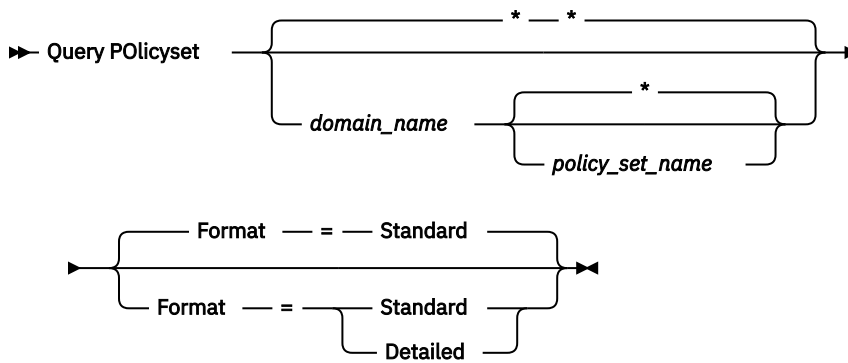 * *
Query POlicyset
*
domain_name
policy_set_name
Format = Standard
Format = Standard
Detailed